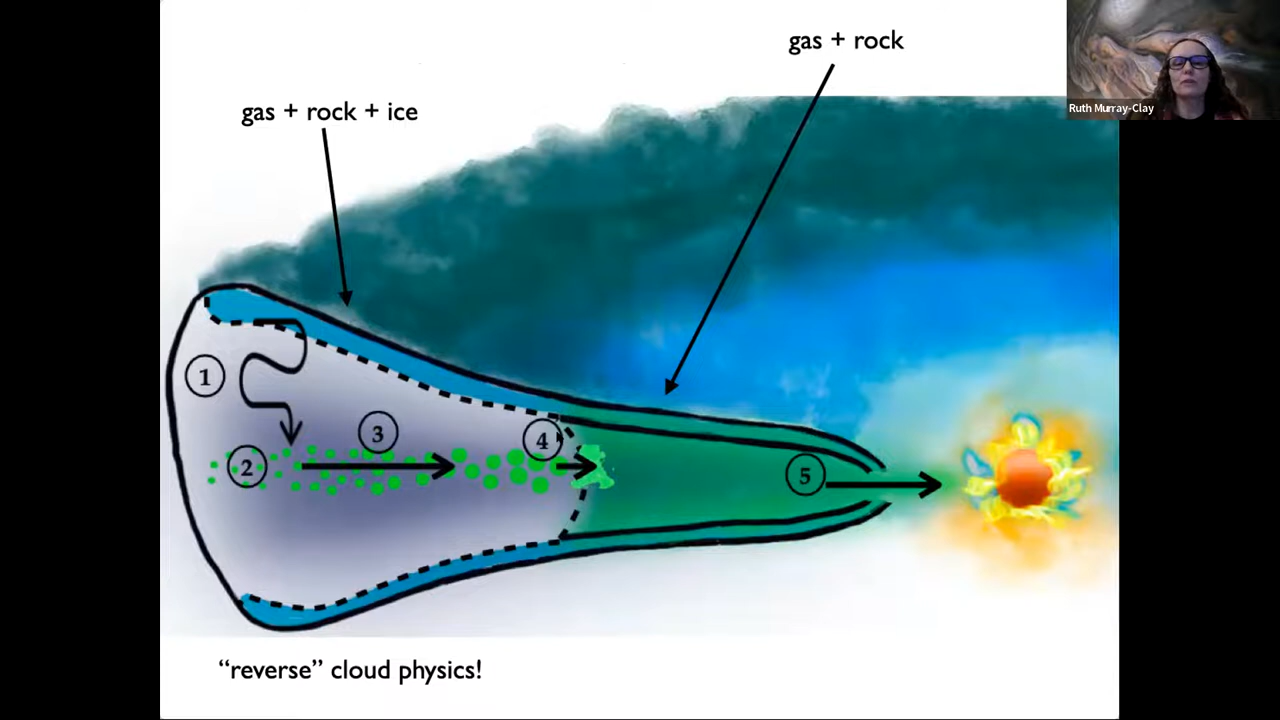 gas + rock
Ruth Murray-Clay
gas + rock + ice
1
3
4
2
5
“reverse” cloud physics!